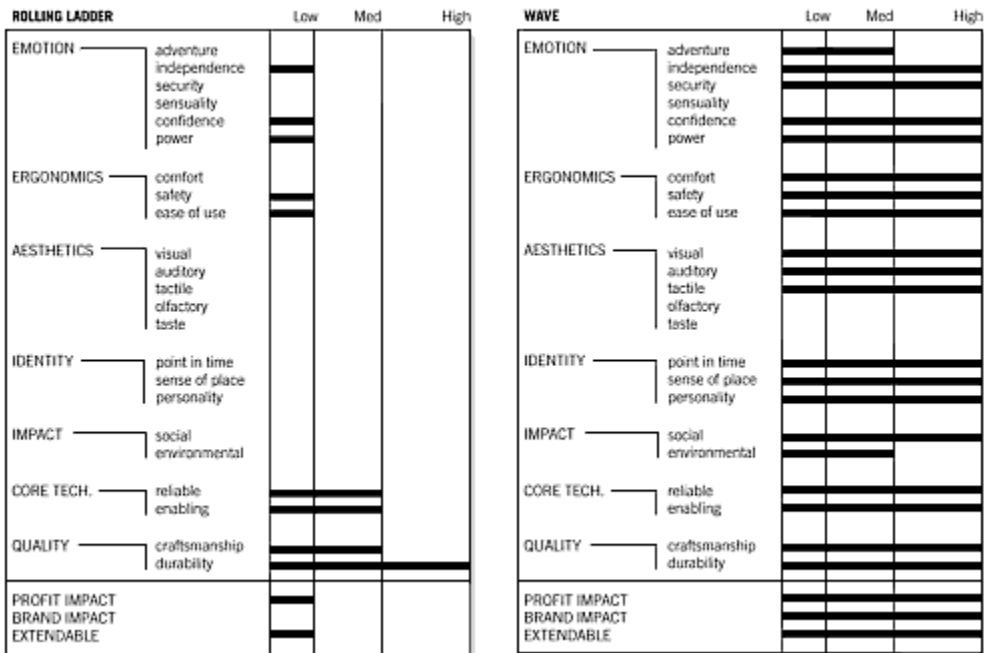 ROLLING LADDER Low Med High
EMOTION adventure
independence
security
sensuality
confidence
power
ERGONOMICS comfort
safety
ease of use
AESTHETICS visual
auditory
tactile
olfactory
taste
IDENTITY point in time
sense of place
personality
IMPACT social
environmental
CORE TECH. reliable
enabling
QUALITY craftsmanship
durability
PROFIT IMPACT
BRAND IMPACT
EXTENDABLE
WAVE Low Med High
EMOTION adventure
independence
security
sensuality
confidence
power
ERGONOMICS comfort
safety
ease of use
AESTHETICS visual
auditory
tactile
olfactory
taste
IDENTITY point in time
sense of place
personality
IMPACT social
environmental
CORE TECH. reliable
enabling
QUALITY craftsmanship
durability
PROFIT IMPACT
BRAND IMPACT
EXTENDABLE